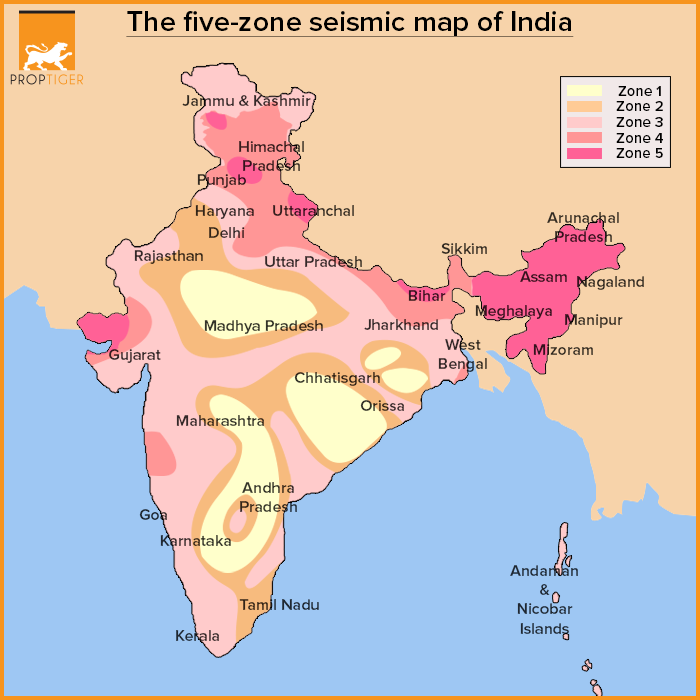 The five-zone seismic map of India
PROPTIGER
Zone 1
Zone 2
Zone 3
Zone 4
Zone 5
Jammu & Kashmir
Himachal
Pradesh
Punjab
Haryana
Uttaranchal
Delhi
Rajasthan
Uttar Pradesh
Sikkim
Arunachal
Pradesh
Assam
Nagaland
Bihar
Meghalaya
Manipur
Madhya Pradesh
Jharkhand
West
Bengal
Mizoram
Gujarat
Chhatisgarh
Orissa
Maharashtra
Andhra
Pradesh
Goa
Karnataka
Andaman
&
Nicobar
Islands
Tamil Nadu
Kerala